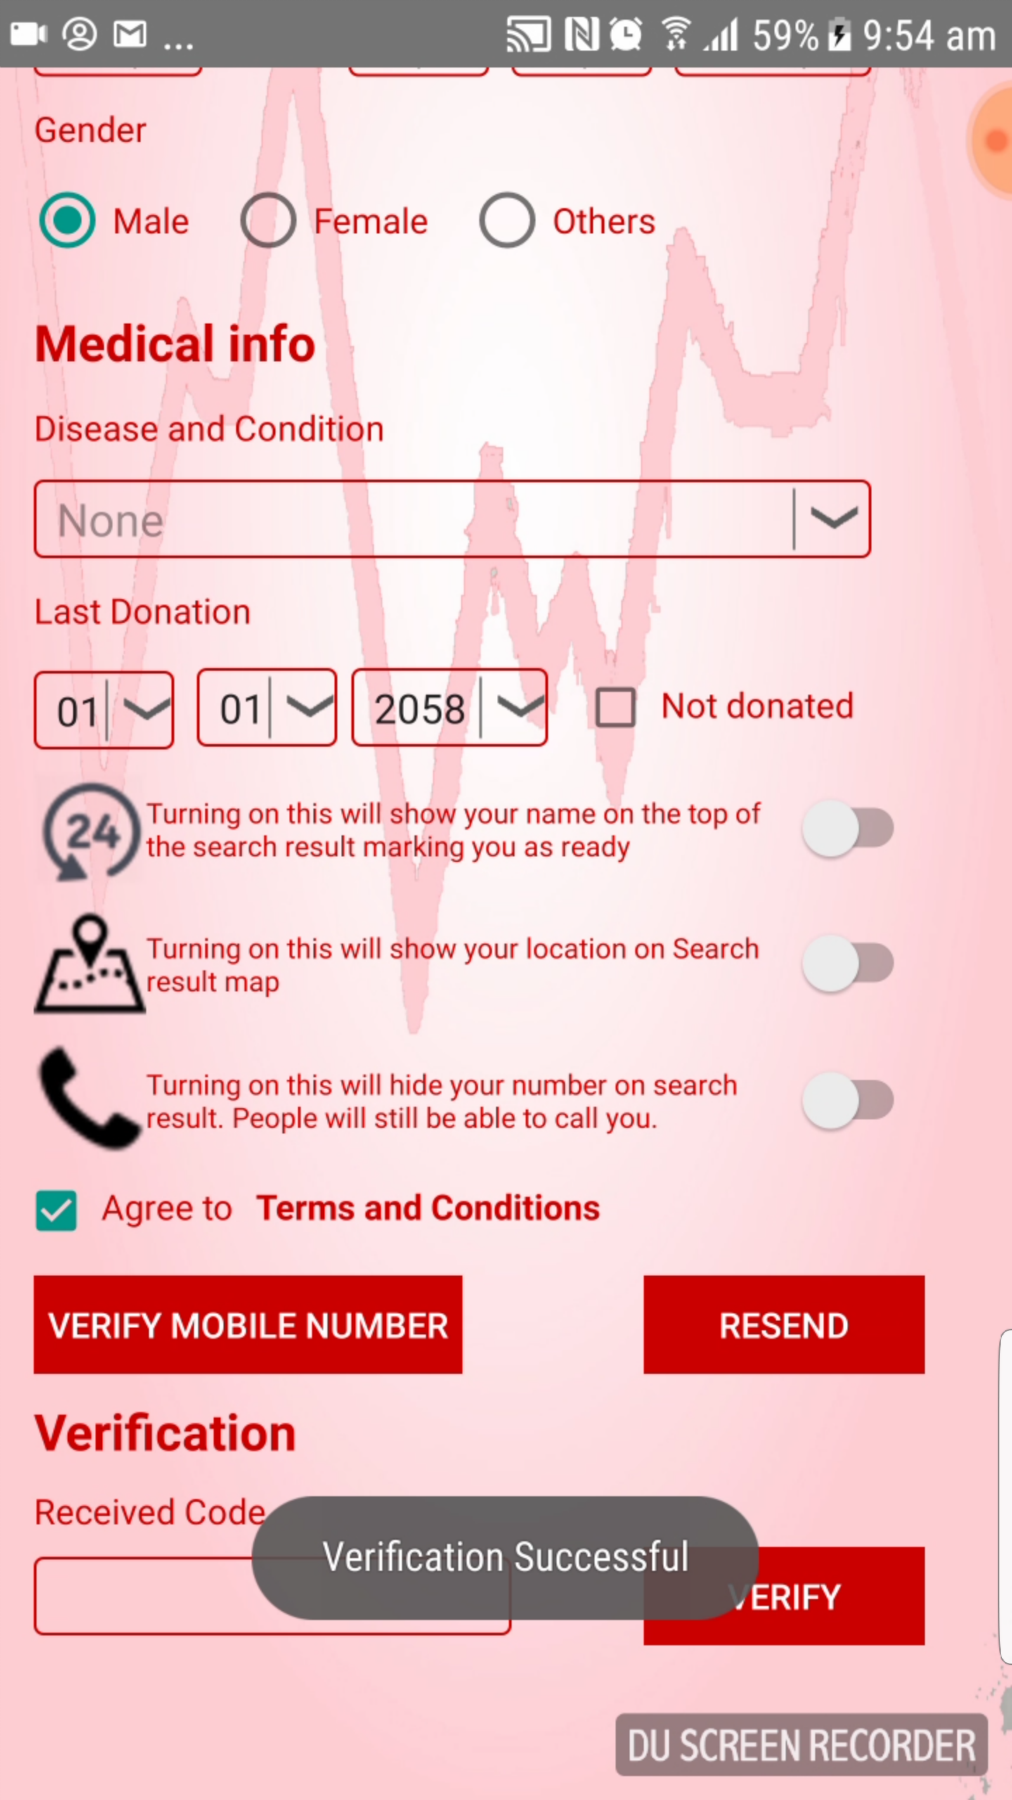 59% 9:54 am
Gender
Male Female Others
Medical info
Disease and Condition
None
Last Donation
01 01 2058 Not donated
24
Turning on this will show your name on the top of
the search result marking you as ready
Turning on this will show your location on Search
result map
Turning on this will hide your number on search
result. People will still be able to call you.
Agree to Terms and Conditions
VERIFY MOBILE NUMBER RESEND
Verification
Received Code
Verification Successful
VERIFY
DU SCREEN RECORDER